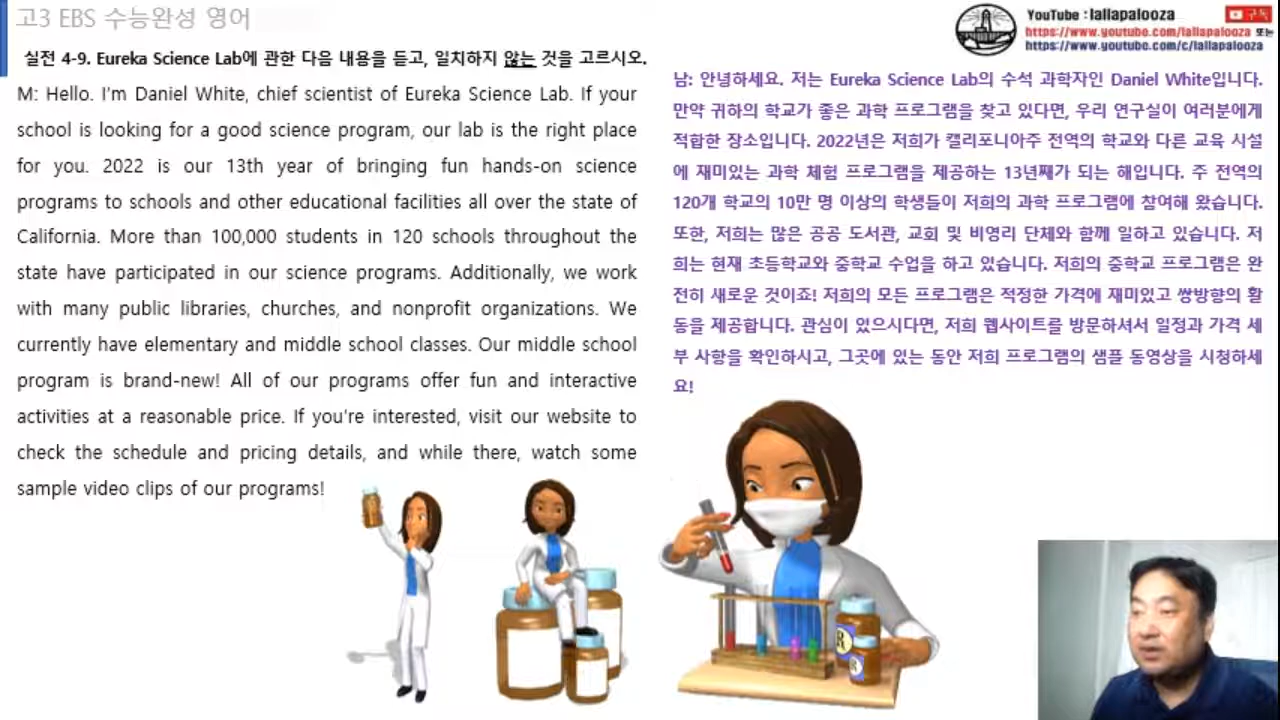 고3 EBS 수능완성 영어
실전 4-9. Eureka Science Lab에 관한 다음 내용을 듣고, 일치하지 않는 것을 고르시오.
M: Hello. I'm Daniel White, chief scientist of Eureka Science Lab. If your
school is looking for a good science program, our lab is the right place
for you. 2022 is our 13th year of bringing fun hands-on science
programs to schools and other educational facilities all over the state of
California. More than 100,000 students in 120 schools throughout the
state have participated in our science programs. Additionally, we work
with many public libraries, churches, and nonprofit organizations. We
currently have elementary and middle school classes. Our middle school
program is brand-new! All of our programs offer fun and interactive
activities at a reasonable price. If you're interested, visit our website to
check the schedule and pricing details, and while there, watch some
sample video clips of our programs!
YouTube : lallapalooza
구독
https://www.youtube.com/lallapalooza 또는
https://www.youtube.com/c/lallapalooza
남: 안녕하세요. 저는 Eureka Science Lab의 수석 과학자인 Daniel White입니다.
만약 귀하의 학교가 좋은 과학 프로그램을 찾고 있다면, 우리 연구실이 여러분에게
적합한 장소입니다. 2022년은 저희가 캘리포니아주 전역의 학교와 다른 교육 시설
에 재미있는 과학 체험 프로그램을 제공하는 13년째가 되는 해입니다. 주 전역의
120개 학교의 10만 명 이상의 학생들이 저희의 과학 프로그램에 참여해 왔습니다.
또한, 저희는 많은 공공 도서관, 교회 및 비영리 단체와 함께 일하고 있습니다. 저
희는 현재 초등학교와 중학교 수업을 하고 있습니다. 저희의 중학교 프로그램은 완
전히 새로운 것이죠! 저희의 모든 프로그램은 적정한 가격에 재미있고 쌍방향의 활
동을 제공합니다. 관심이 있으시다면, 저희 웹사이트를 방문하셔서 일정과 가격 세
부 사항을 확인하시고, 그곳에 있는 동안 저희 프로그램의 샘플 동영상을 시청하세
요!
R
R